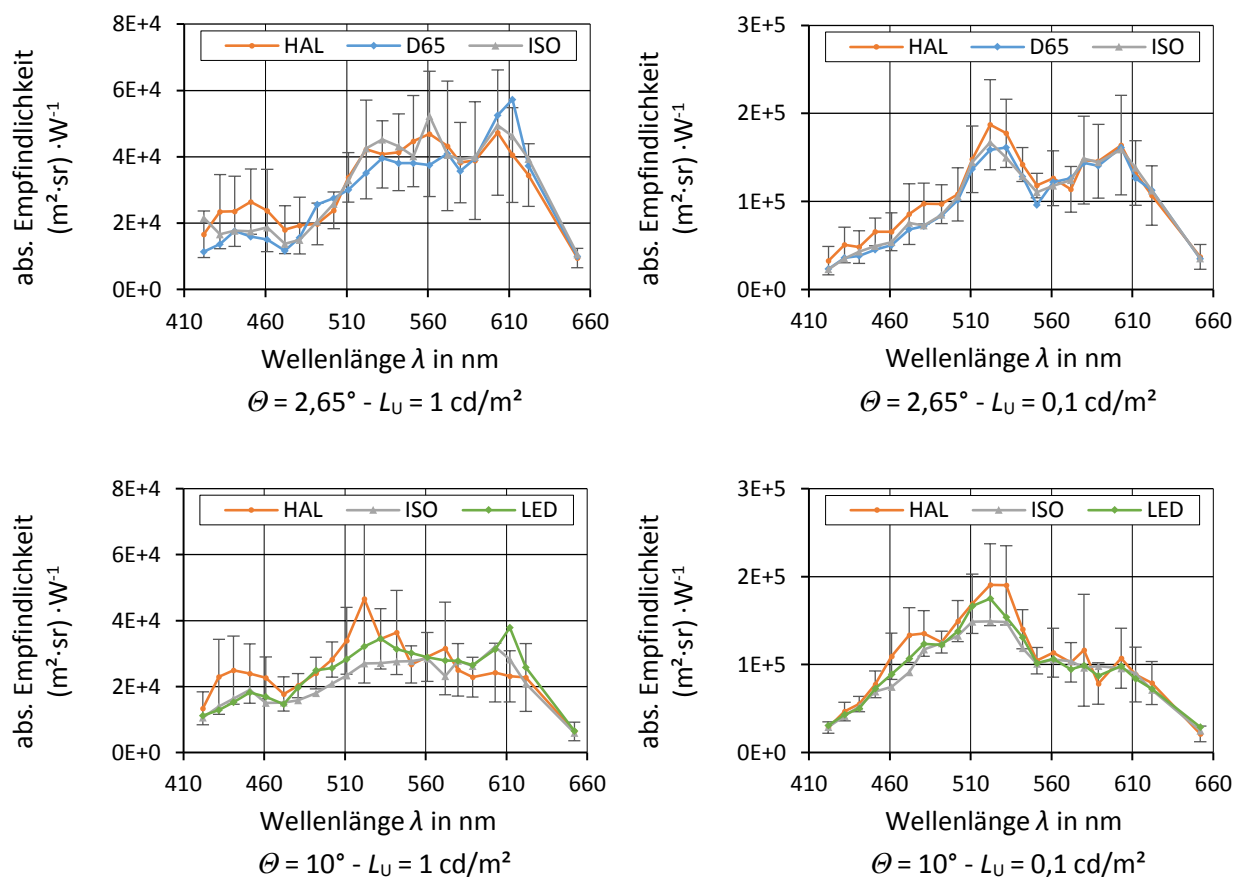 abs. Empfindlichkeit
(m²·sr) ·W⁻¹
8E+4
6E+4
4E+4
2E+4
0E+0
HAL D65 ISO
410 460 510 560 610 660
Wellenlänge λ in nm
Θ = 2,65° - L_U = 1 cd/m²
abs. Empfindlichkeit
(m²·sr) ·W⁻¹
3E+5
2E+5
1E+5
0E+0
HAL D65 ISO
410 460 510 560 610 660
Wellenlänge λ in nm
Θ = 2,65° - L_U = 0,1 cd/m²
abs. Empfindlichkeit
(m²·sr) ·W⁻¹
8E+4
6E+4
4E+4
2E+4
0E+0
HAL ISO LED
410 460 510 560 610 660
Wellenlänge λ in nm
Θ = 10° - L_U = 1 cd/m²
abs. Empfindlichkeit
(m²·sr) ·W⁻¹
3E+5
2E+5
1E+5
0E+0
HAL ISO LED
410 460 510 560 610 660
Wellenlänge λ in nm
Θ = 10° - L_U = 0,1 cd/m²